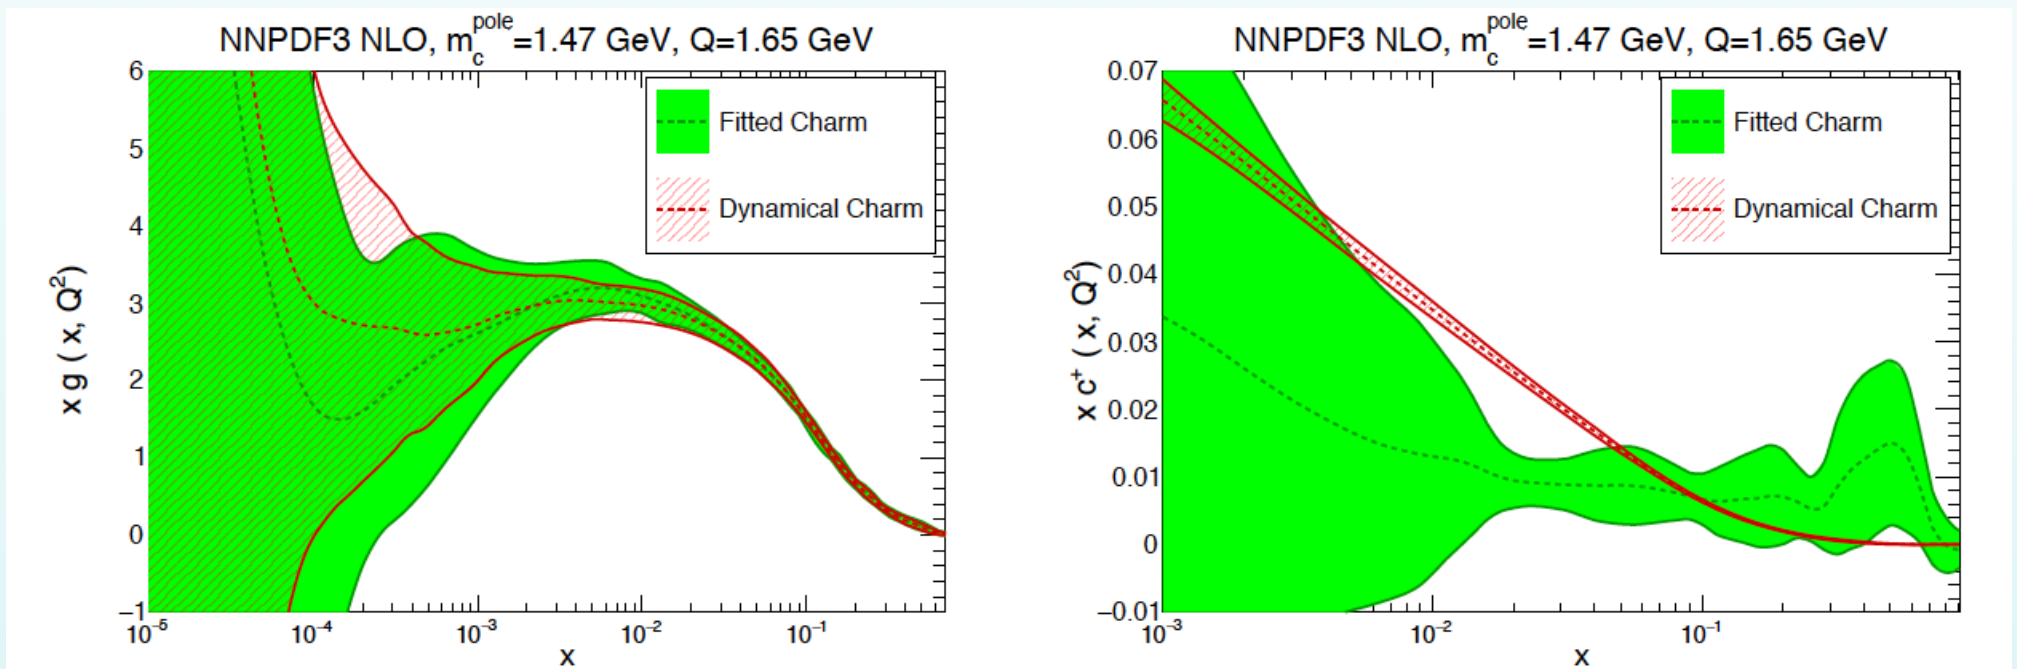 NNPDF3 NLO, m_c^pole=1.47 GeV, Q=1.65 GeV
6
5
4
3
2
1
0
−1
x g ( x, Q²)
Fitted Charm
Dynamical Charm
10⁻⁵ 10⁻⁴ 10⁻³ 10⁻² 10⁻¹
x
NNPDF3 NLO, m_c^pole=1.47 GeV, Q=1.65 GeV
0.07
0.06
0.05
0.04
0.03
0.02
0.01
0
−0.01
x c⁺ ( x, Q²)
Fitted Charm
Dynamical Charm
10⁻³ 10⁻² 10⁻¹
x